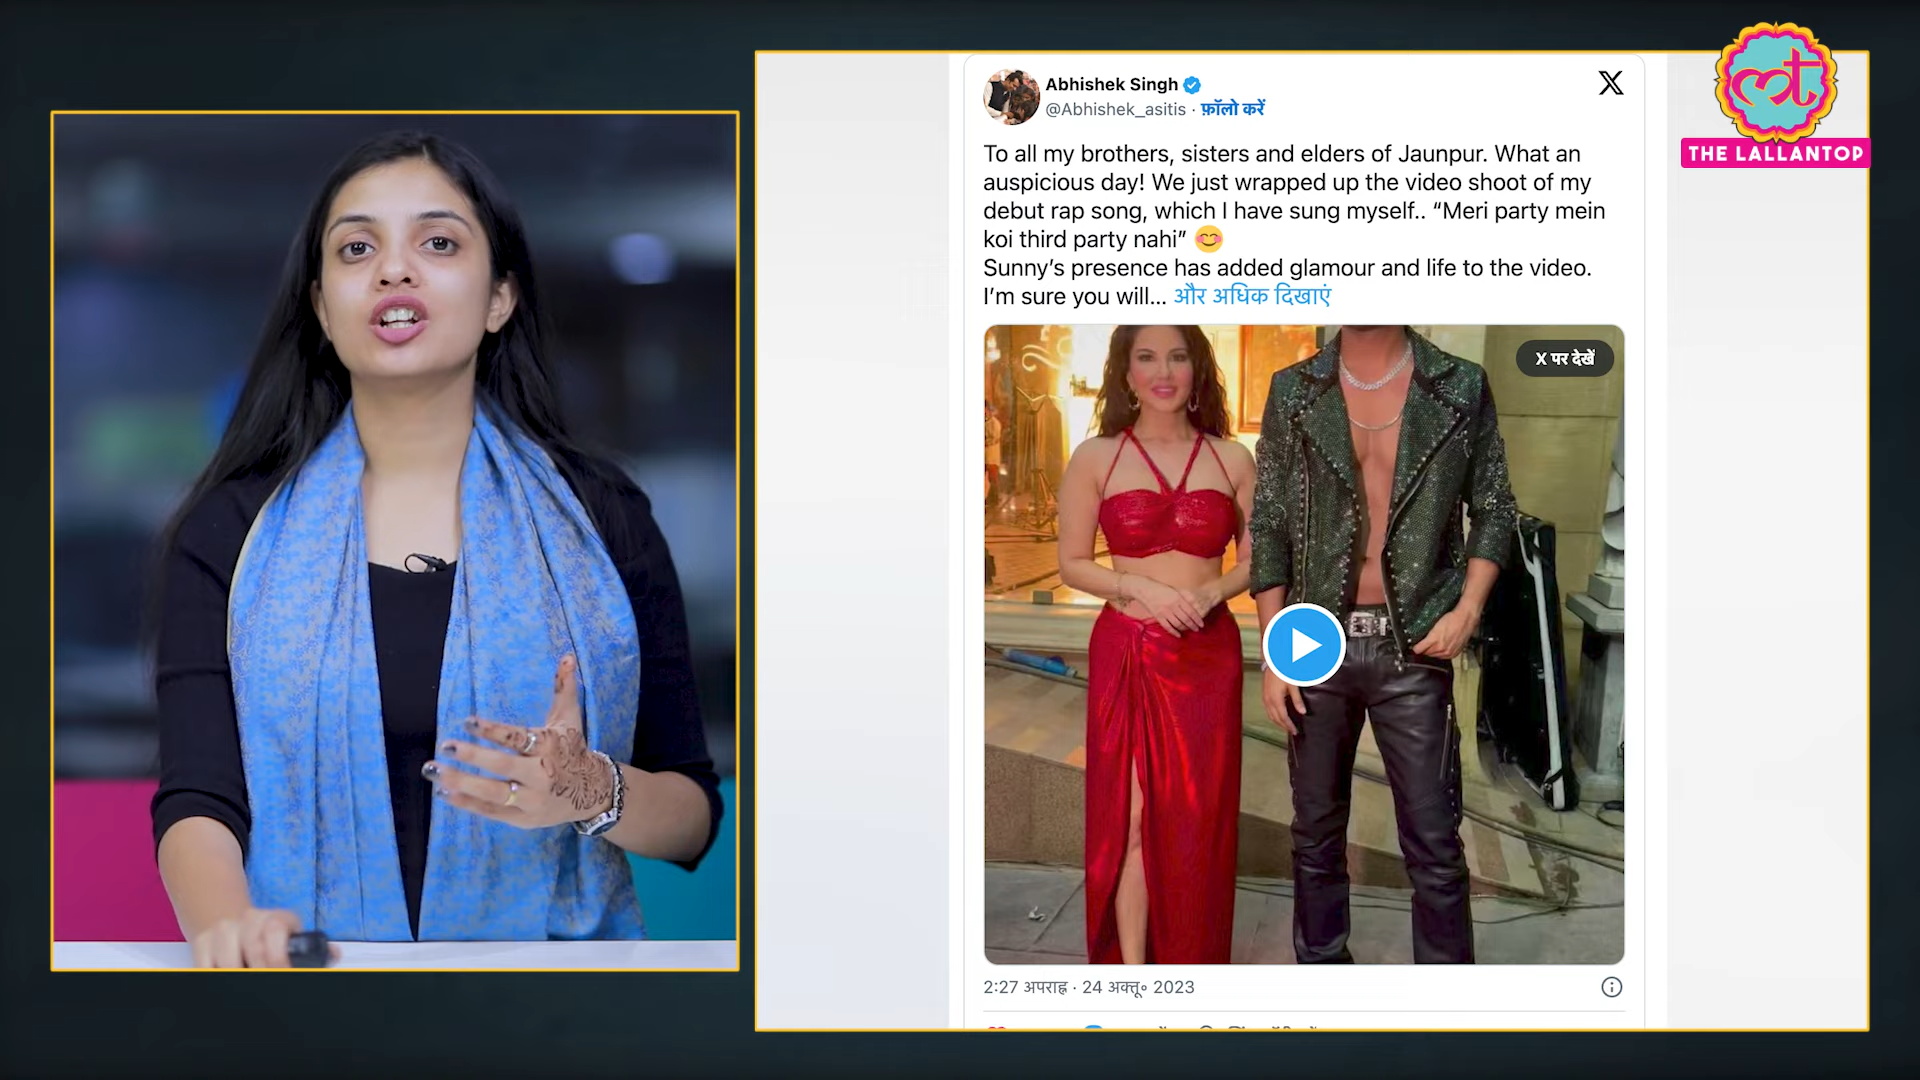 Abhishek Singh
@Abhishek_asitis · फ़ॉलो करें
To all my brothers, sisters and elders of Jaunpur. What an
auspicious day! We just wrapped up the video shoot of my
debut rap song, which I have sung myself.. “Meri party mein
koi third party nahi” 😊
Sunny’s presence has added glamour and life to the video.
I’m sure you will... और अधिक दिखाएं
X पर देखें
2:27 अपराह्न · 24 अक्तू॰ 2023
THE LALLANTOP